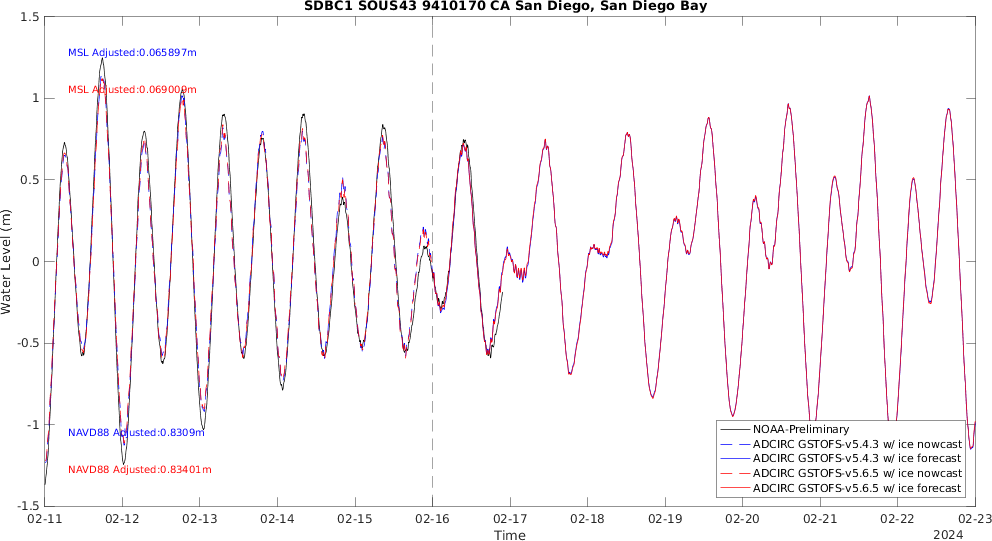 SDBC1 SOUS43 9410170 CA San Diego, San Diego Bay
1.5
1
0.5
0
-0.5
-1
-1.5
Water Level (m)
MSL Adjusted:0.065897m
MSL Adjusted:0.069009m
NAVD88 Adjusted:0.8309m
NAVD88 Adjusted:0.83401m
NOAA-Preliminary
ADCIRC GSTOFS-v5.4.3 w/ ice nowcast
ADCIRC GSTOFS-v5.4.3 w/ ice forecast
ADCIRC GSTOFS-v5.6.5 w/ ice nowcast
ADCIRC GSTOFS-v5.6.5 w/ ice forecast
02-11 02-12 02-13 02-14 02-15 02-16 02-17 02-18 02-19 02-20 02-21 02-22 02-23
Time
2024